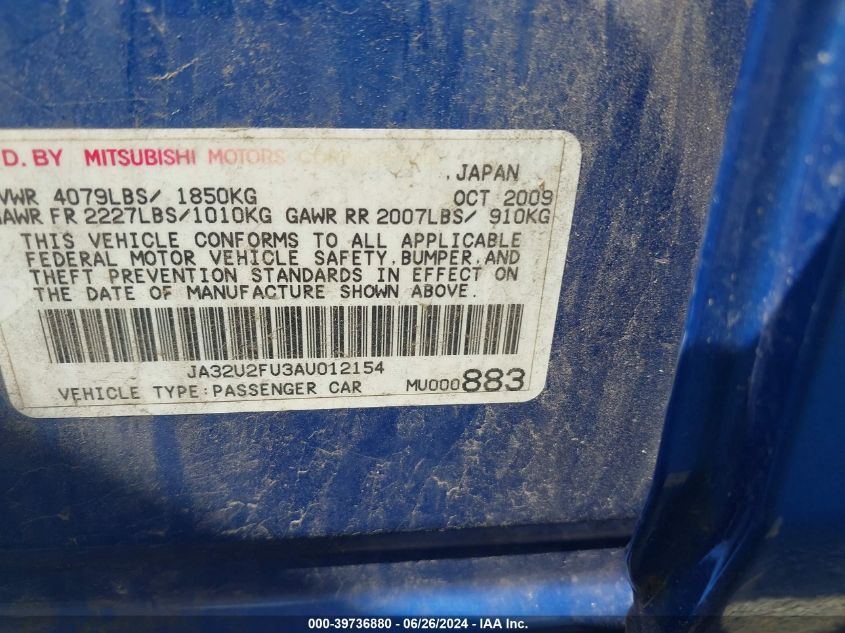 D. BY MITSUBISHI MOTORS CORPORATION
JAPAN
VWR 4079LBS/ 1850KG OCT 2009
AWR FR 2227LBS/1010KG GAWR RR 2007LBS/ 910KG
THIS VEHICLE CONFORMS TO ALL APPLICABLE
FEDERAL MOTOR VEHICLE SAFETY, BUMPER, AND
THEFT PREVENTION STANDARDS IN EFFECT ON
THE DATE OF MANUFACTURE SHOWN ABOVE.
JA32U2FU3AU012154
VEHICLE TYPE:PASSENGER CAR MU000883
000-39736880 / 06/26/2024 - IAA Inc.